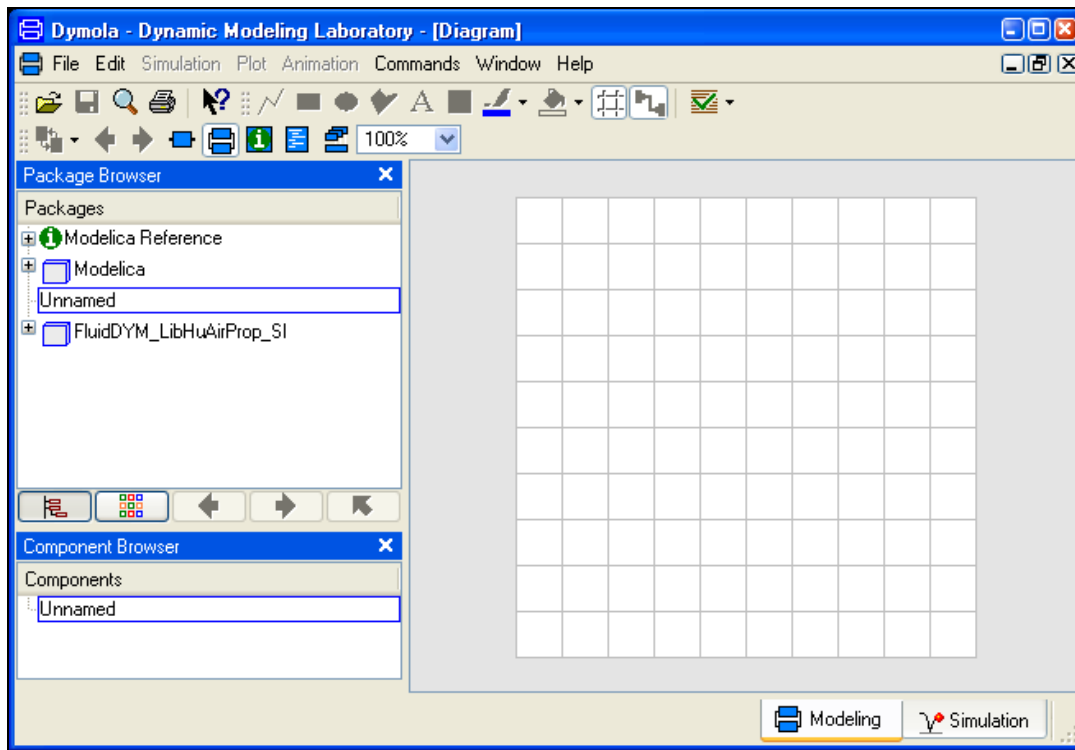 Dymola - Dynamic Modeling Laboratory - [Diagram]
File Edit Simulation Plot Animation Commands Window Help
A
100%
Package Browser
Packages
Modelica Reference
Modelica
Unnamed
FluidDYM_LibHuAirProp_SI
Component Browser
Components
Unnamed
Modeling Simulation